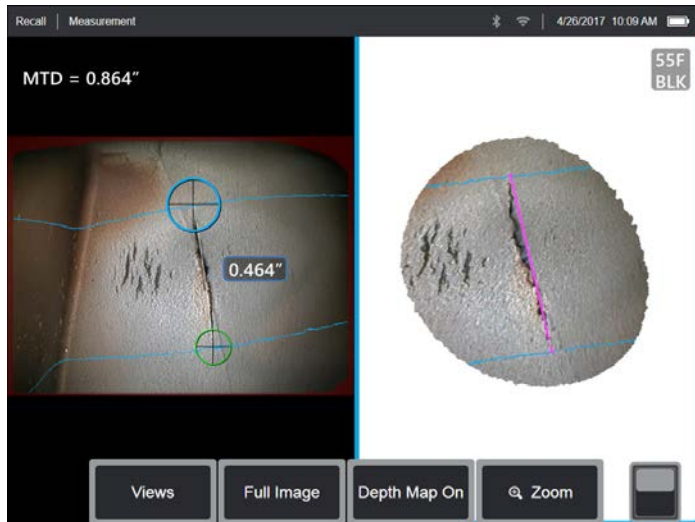 Recall | Measurement
4/26/2017 10:09 AM
MTD = 0.864"
55F
BLK
0.464"
Views
Full Image
Depth Map On
Zoom